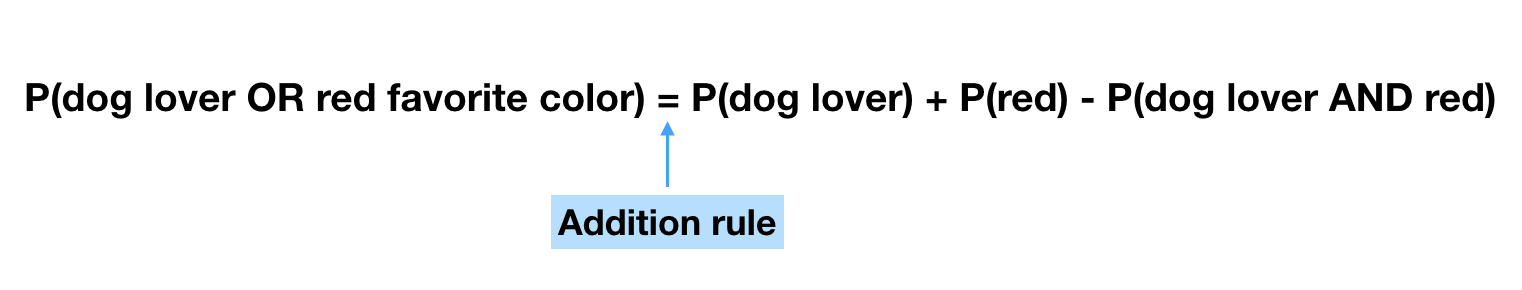 P(dog lover OR red favorite color) = P(dog lover) + P(red) - P(dog lover AND red)
Addition rule